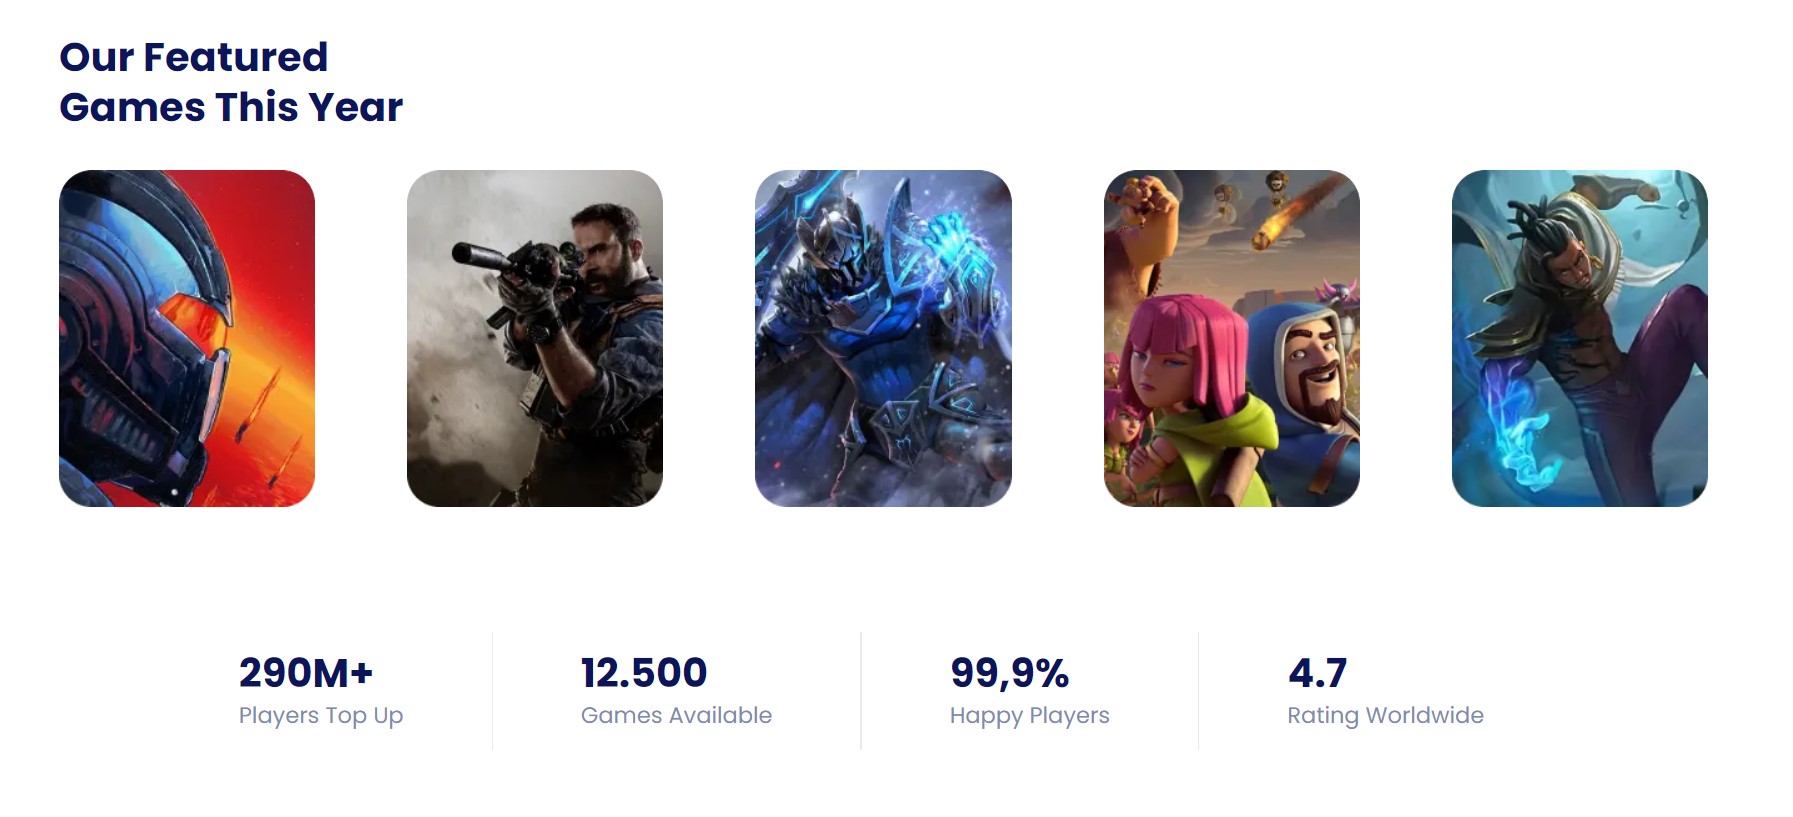 Our Featured
Games This Year
290M+
Players Top Up
12.500
Games Available
99,9%
Happy Players
4.7
Rating Worldwide